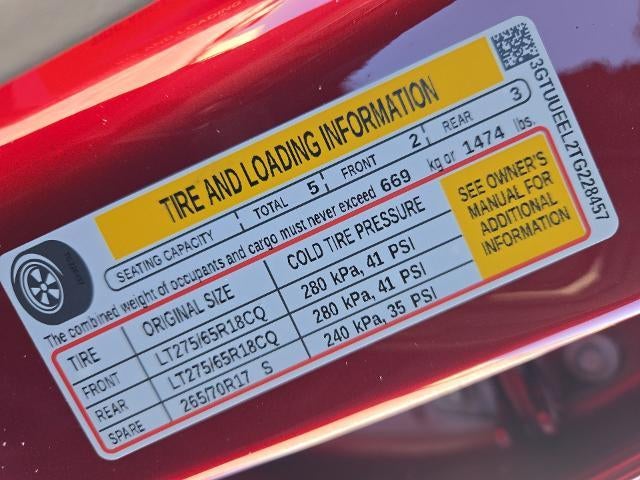 TIRE AND LOADING INFORMATION
SEATING CAPACITY TOTAL 5 FRONT 2 REAR 3
The combined weight of occupants and cargo must never exceed 669 kg or 1474 lbs.
TIRE ORIGINAL SIZE COLD TIRE PRESSURE
FRONT LT275/65R18CQ 280 kPa, 41 PSI
REAR LT275/65R18CQ 280 kPa, 41 PSI
SPARE 265/70R17 S 240 kPa, 35 PSI
SEE OWNER'S
MANUAL FOR
ADDITIONAL
INFORMATION
3GTUUEEL2TG228457